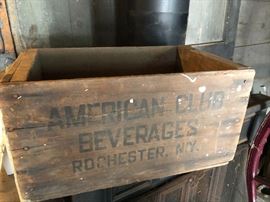 AMERICAN CLUB
BEVERAGES
ROCHESTER, N.Y.